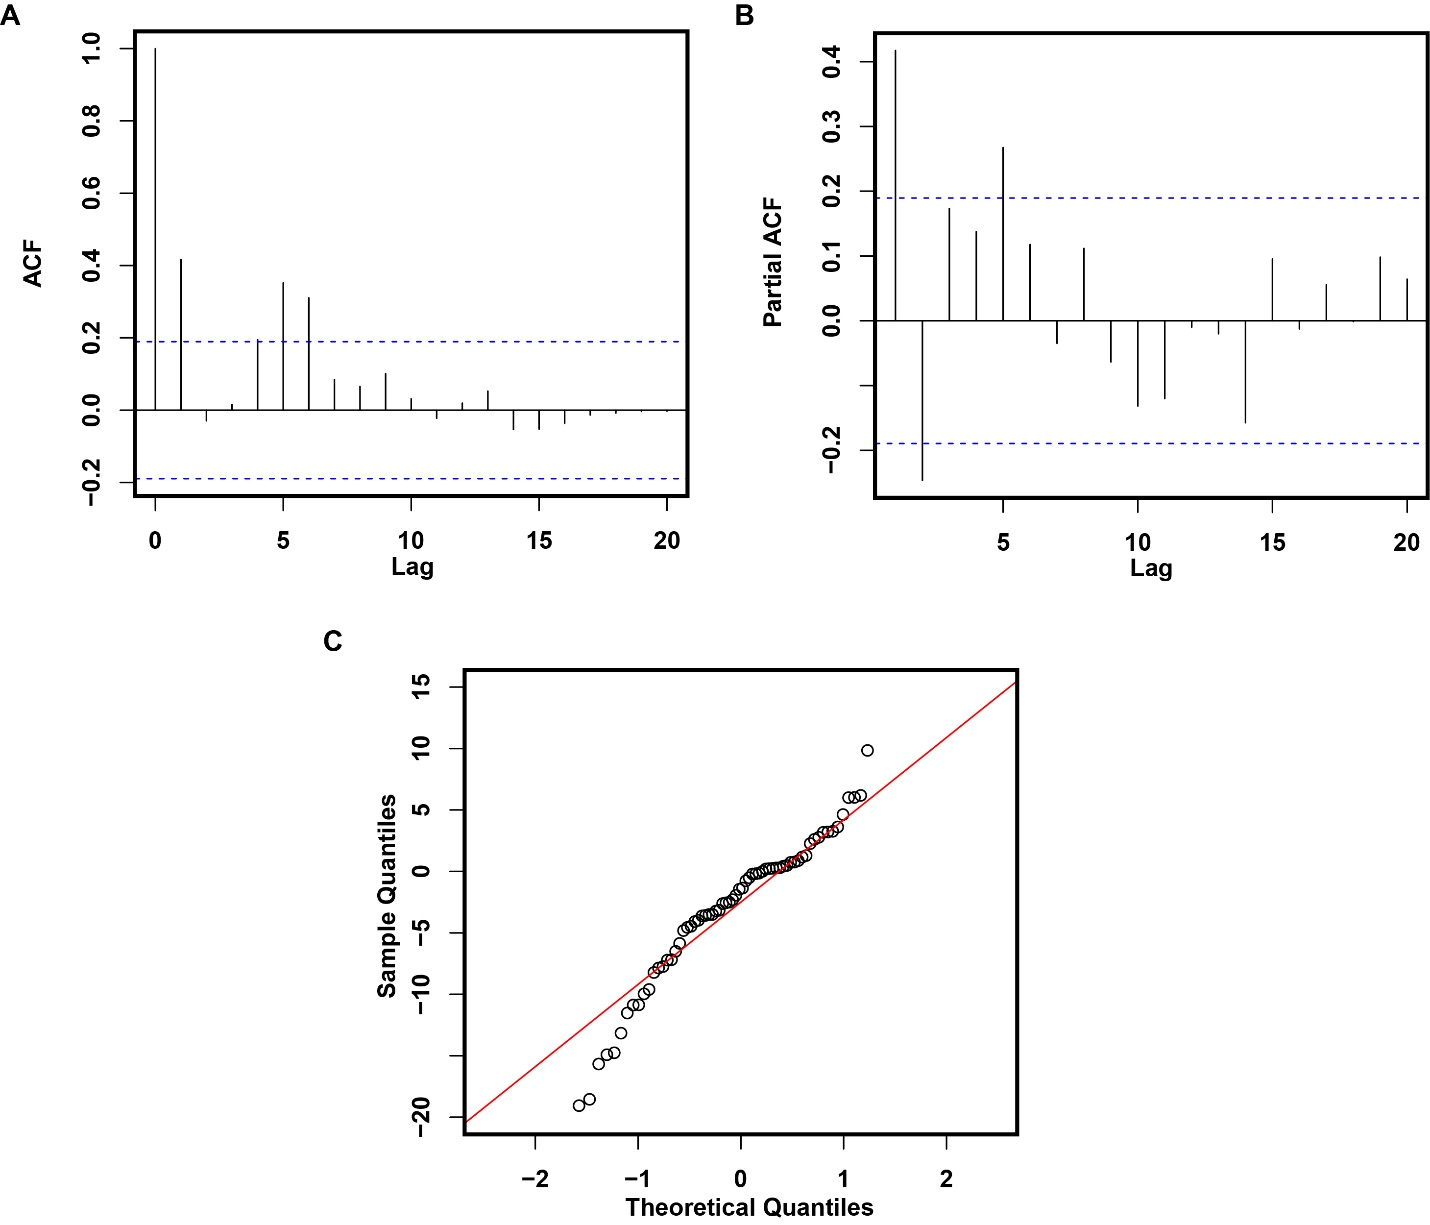 A
ACF
1.0
0.8
0.6
0.4
0.2
0.0
−0.2
0 5 10 15 20
Lag
B
Partial ACF
0.4
0.3
0.2
0.1
0.0
−0.2
5 10 15 20
Lag
C
Sample Quantiles
15
10
5
0
−5
−10
−20
−2 −1 0 1 2
Theoretical Quantiles